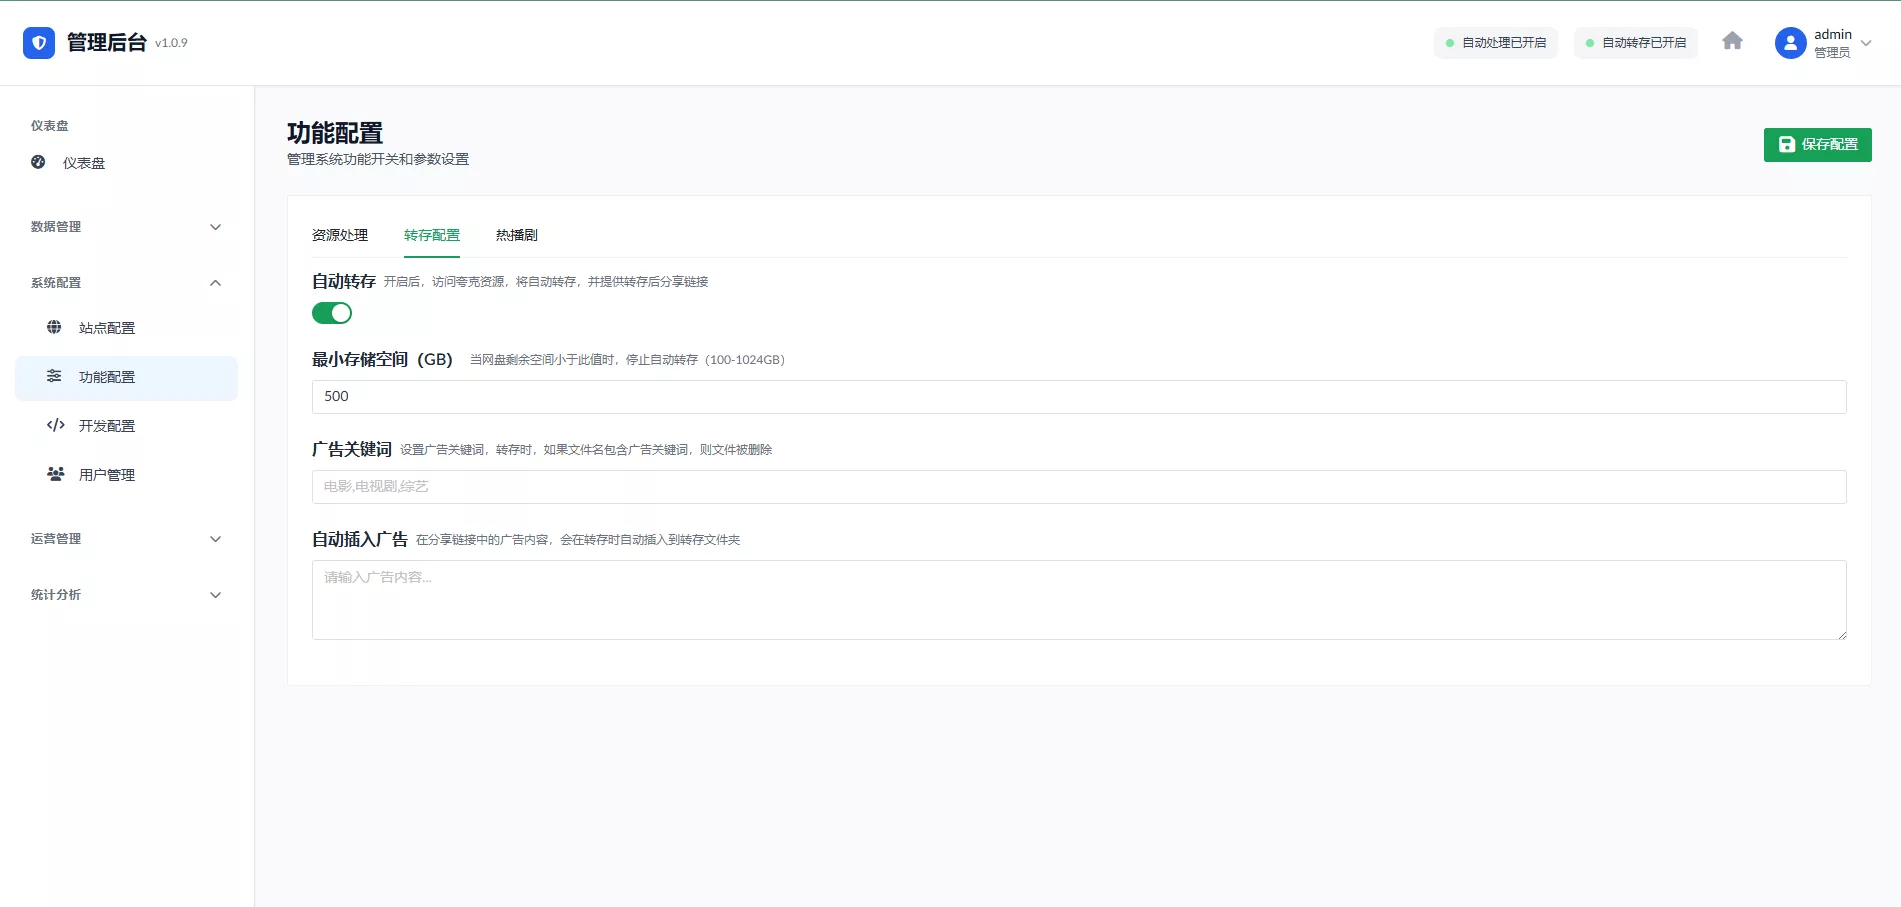 管理后台 v1.0.9
自动处理已开启
自动转存已开启
admin
管理员
仪表盘
仪表盘
数据管理
系统配置
站点配置
功能配置
开发配置
用户管理
运营管理
统计分析
功能配置
管理系统功能开关和参数设置
保存配置
资源处理 转存配置 热播剧
自动转存 开启后，访问夸克资源，将自动转存，并提供转存后分享链接
最小存储空间（GB） 当网盘剩余空间小于此值时，停止自动转存（100-1024GB）
500
广告关键词 设置广告关键词，转存时，如果文件名包含广告关键词，则文件被删除
电影,电视剧,综艺
自动插入广告 在分享链接中的广告内容，会在转存时自动插入到转存文件夹
请输入广告内容...